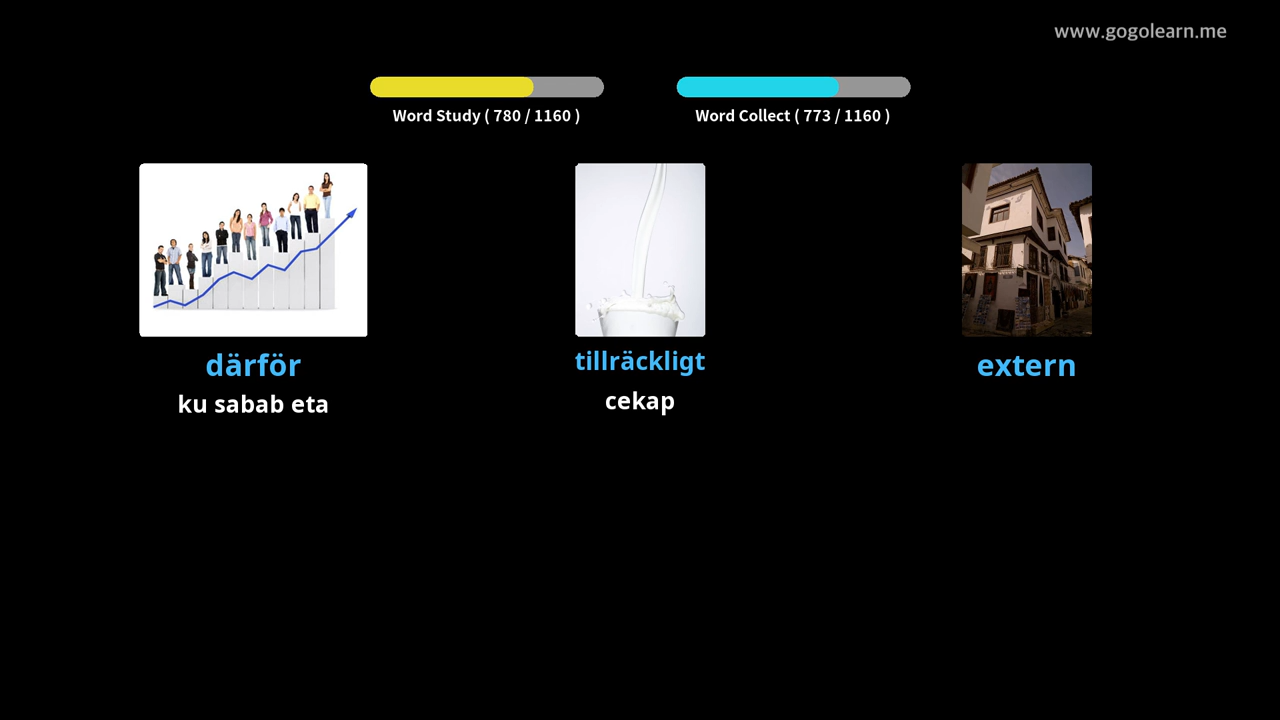 www.gogolearn.me
Word Study ( 780 / 1160 )
Word Collect ( 773 / 1160 )
därför
ku sabab eta
tillräckligt
cekap
extern